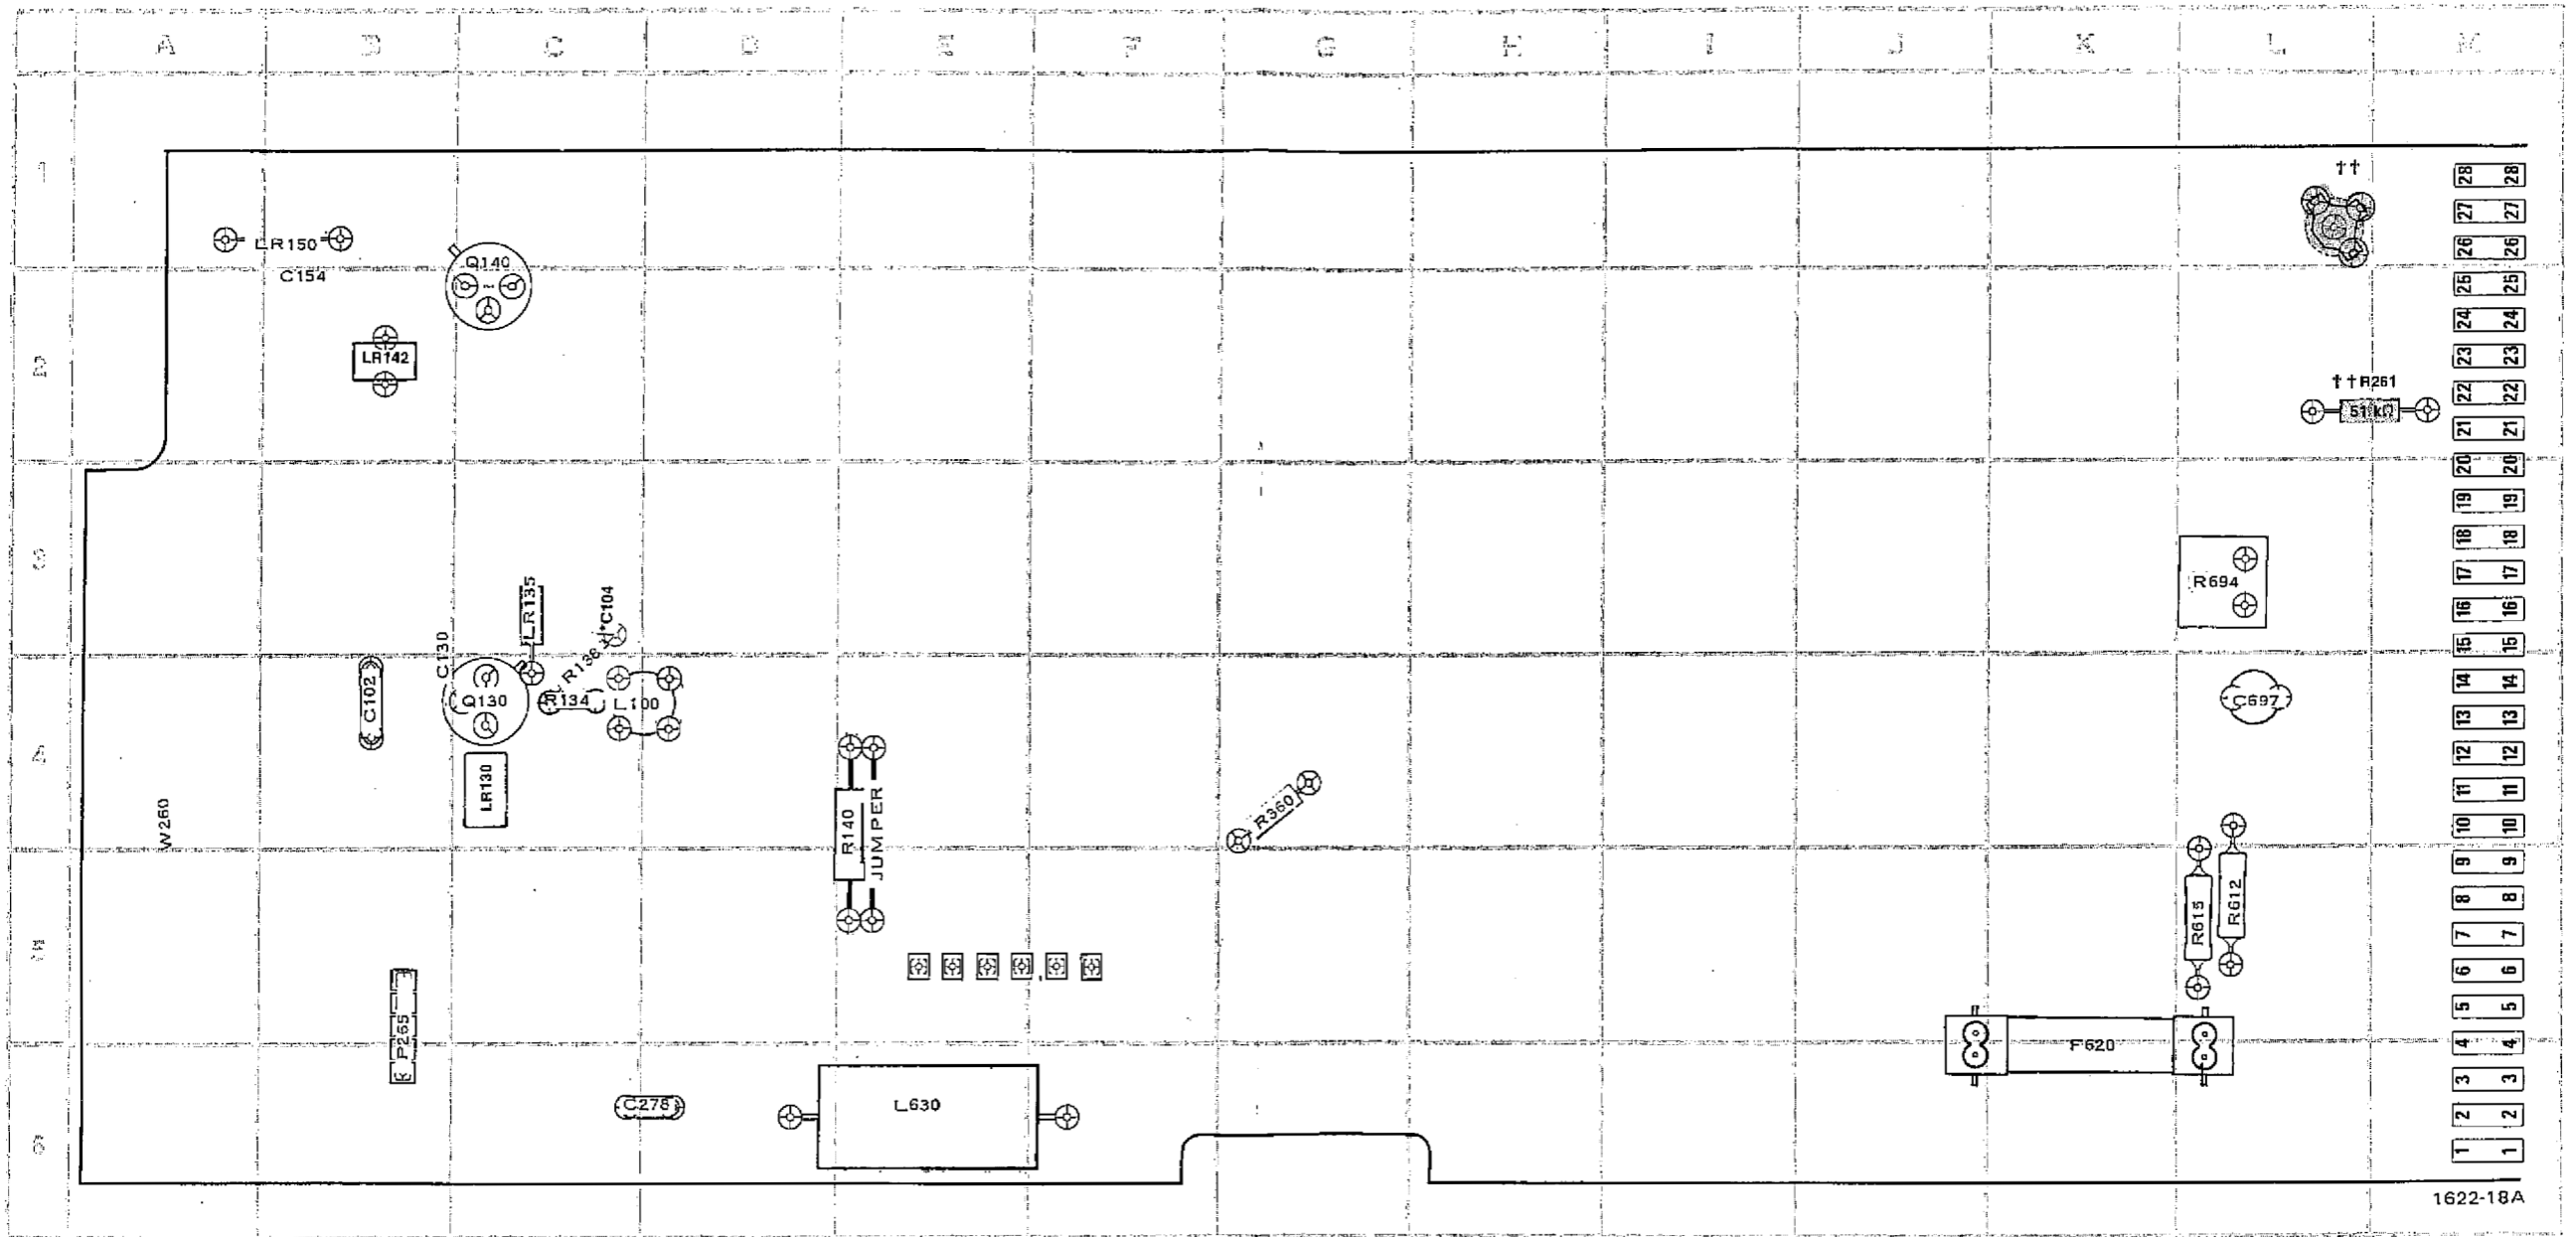 A B C D E F G H I J K L M
1
2
3
4
5
6
LR150
C154
Q140
LR142
††
††R261
51 kΩ
LR135
*C104
R138
C130
C102
Q130
R134
L100
LR130
W260
R140
JUMPER
R360
R694
C697
R615
R612
P265
C278
L630
F620
28 28
27 27
26 26
25 25
24 24
23 23
22 22
21 21
20 20
19 19
18 18
17 17
16 16
15 15
14 14
13 13
12 12
11 11
10 10
9 9
8 8
7 7
6 6
5 5
4 4
3 3
2 2
1 1
1622-18A